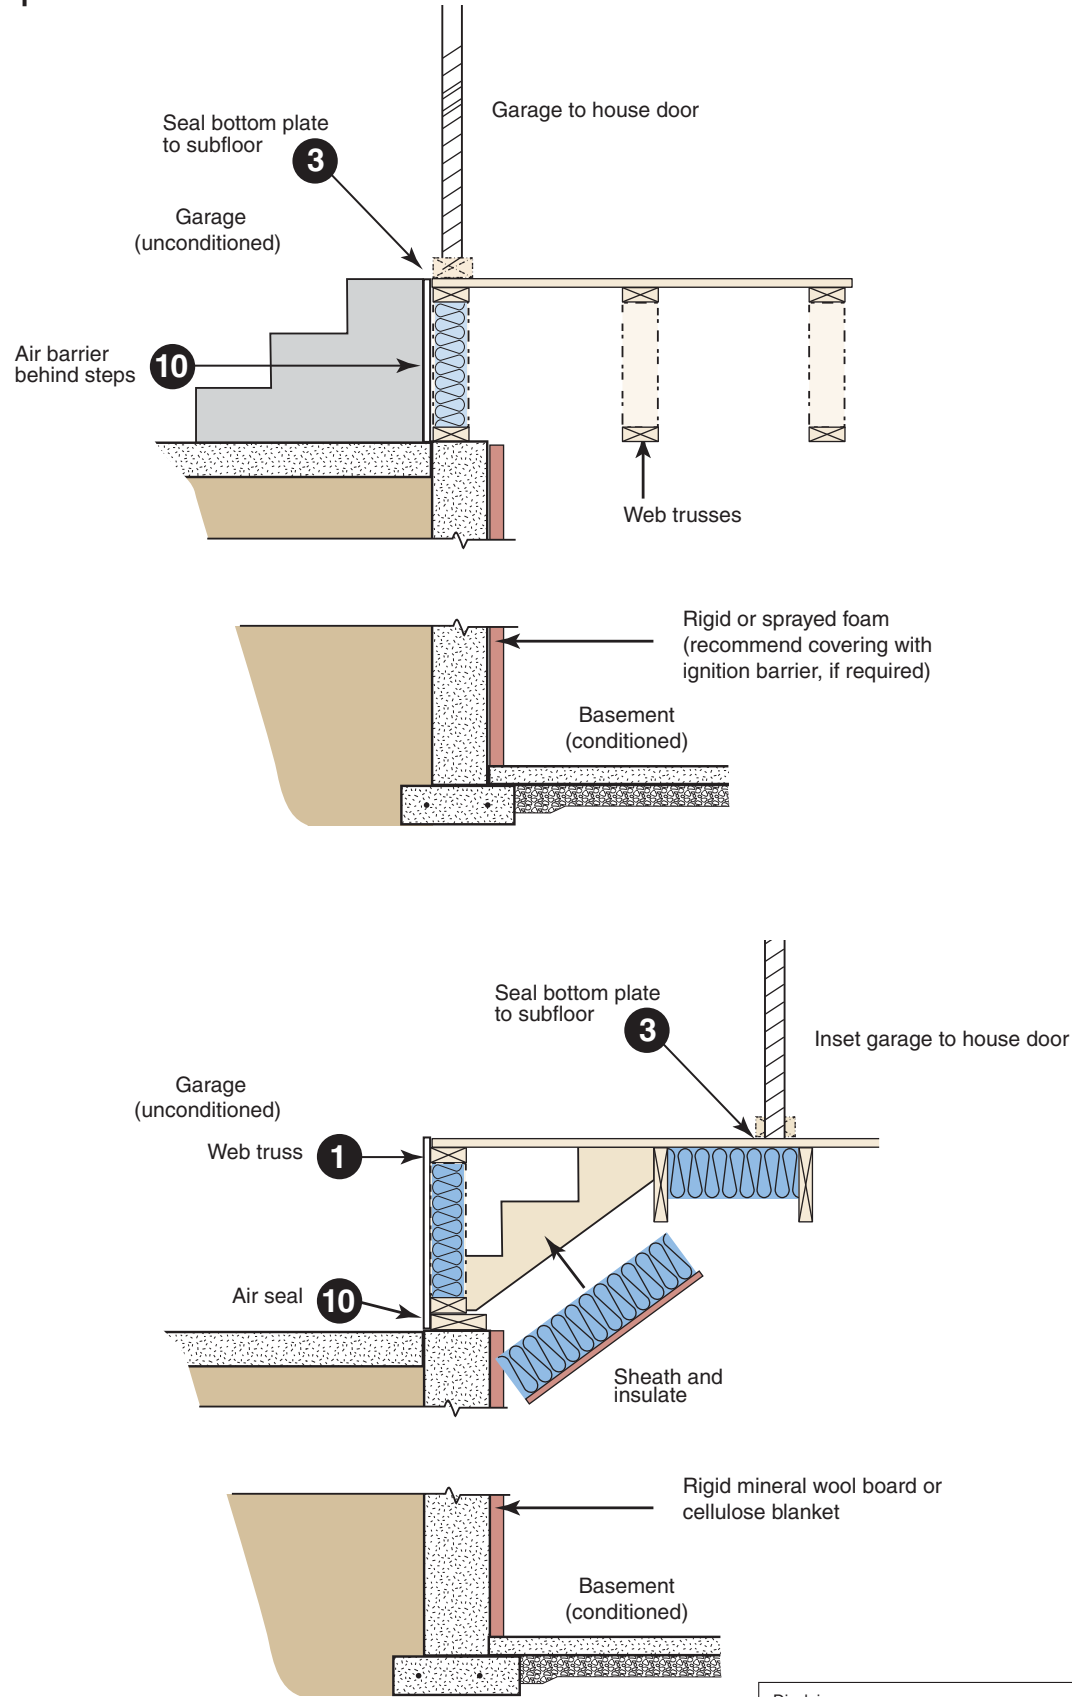 Garage to house door
Seal bottom plate
to subfloor
3
Garage
(unconditioned)
Air barrier
behind steps
10
Web trusses
Rigid or sprayed foam
(recommend covering with
ignition barrier, if required)
Basement
(conditioned)
Seal bottom plate
to subfloor
3
Inset garage to house door
Garage
(unconditioned)
Web truss
1
Air seal
10
Sheath and
insulate
Rigid mineral wool board or
cellulose blanket
Basement
(conditioned)